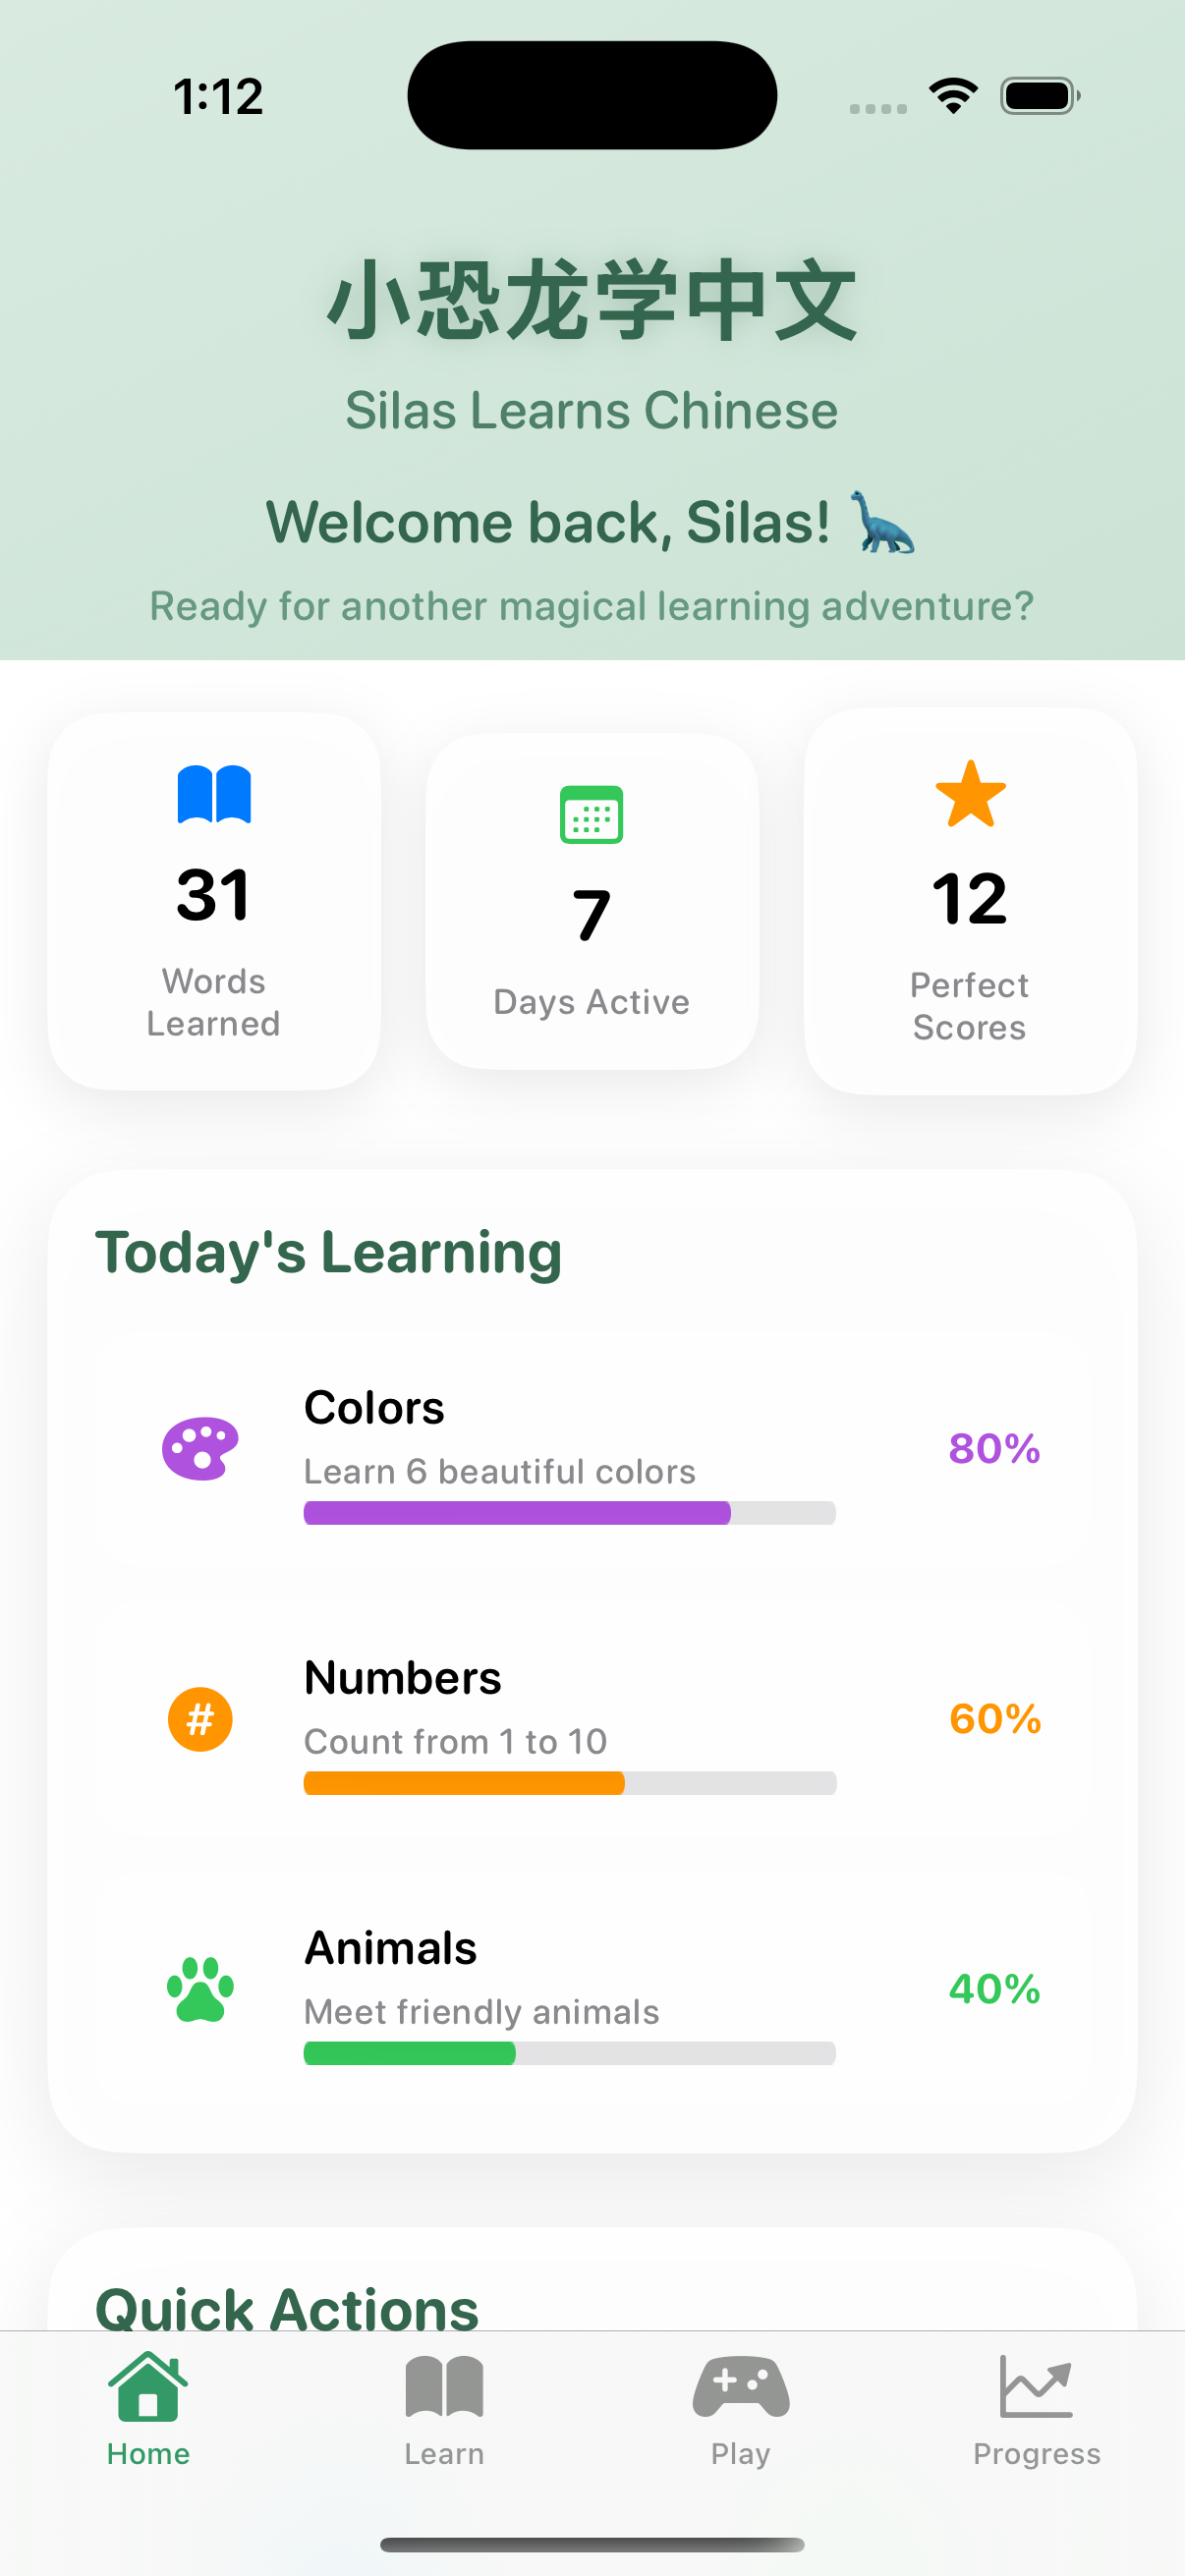 1:12
小恐龙学中文
Silas Learns Chinese
Welcome back, Silas! 🦕
Ready for another magical learning adventure?
31
Words
Learned
7
Days Active
12
Perfect
Scores
Today's Learning
Colors
Learn 6 beautiful colors
80%
#
Numbers
Count from 1 to 10
60%
Animals
Meet friendly animals
40%
Quick Actions
Home
Learn
Play
Progress